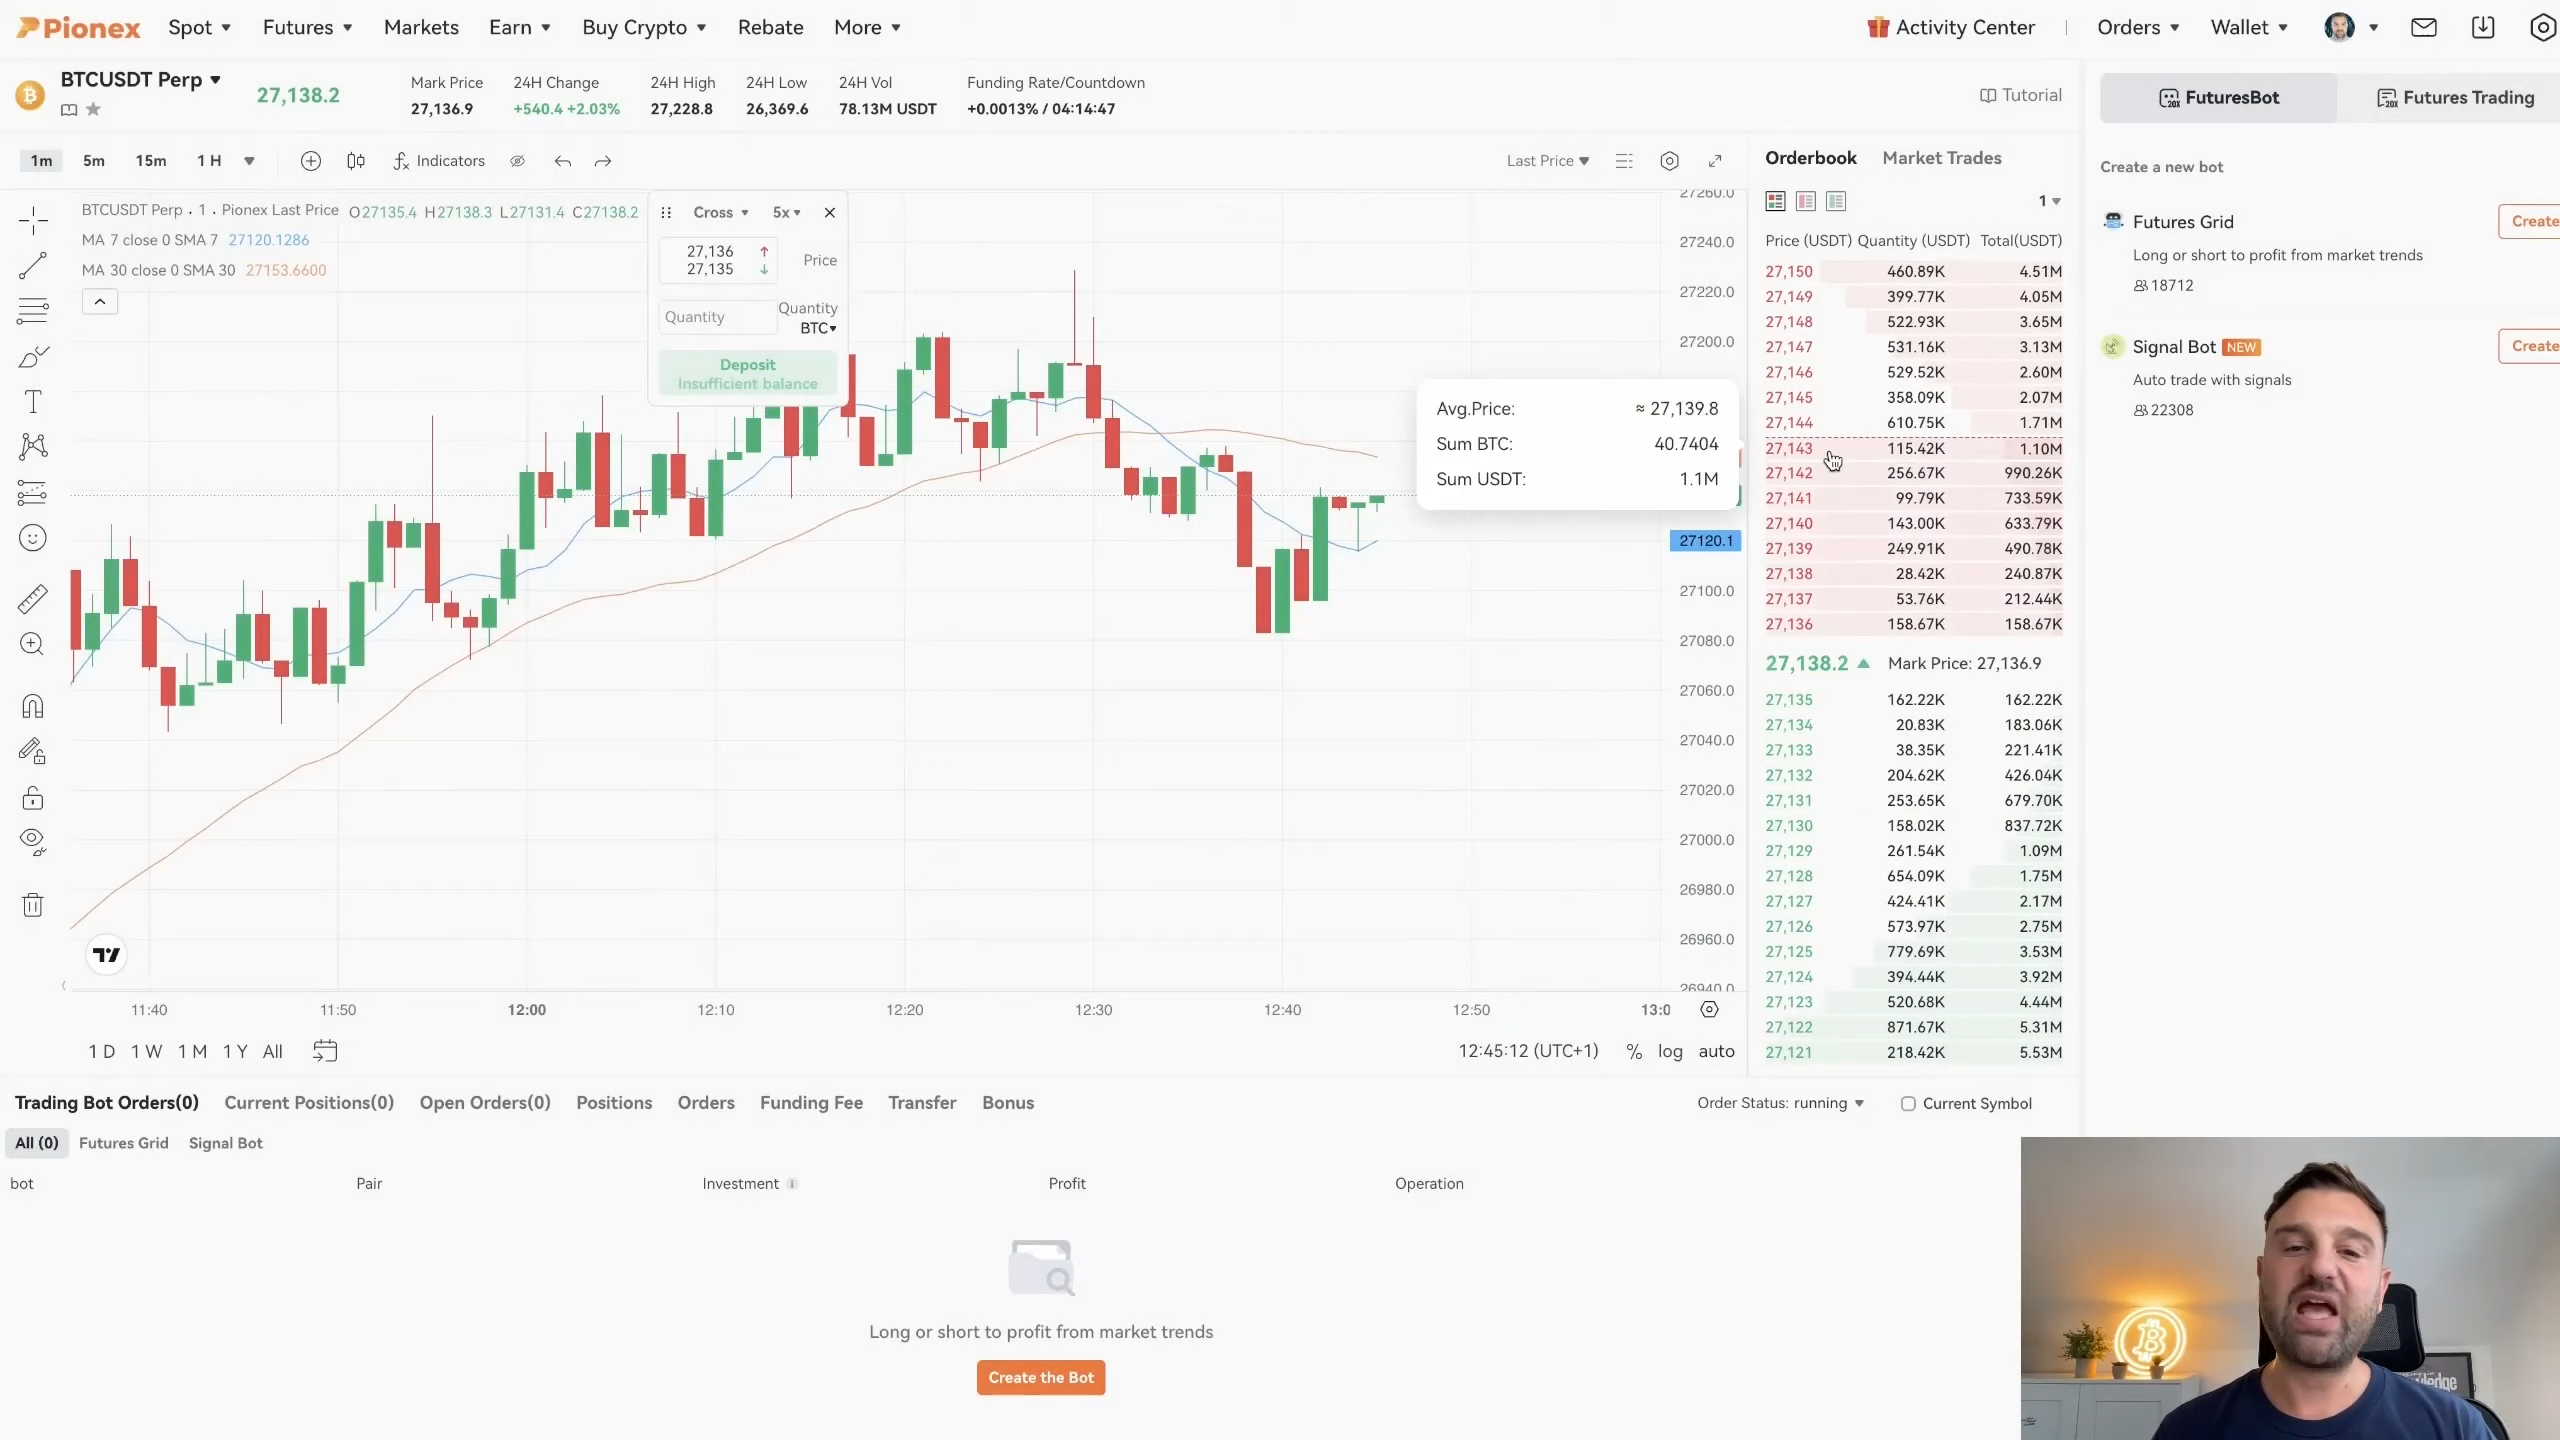 Pionex Spot Futures Markets Earn Buy Crypto Rebate More Activity Center Orders Wallet
BTCUSDT Perp 27,138.2
Mark Price 24H Change 24H High 24H Low 24H Vol Funding Rate/Countdown
27,136.9 +540.4 +2.03% 27,228.8 26,369.6 78.13M USDT +0.0013% / 04:14:47
Tutorial
1m 5m 15m 1 H Indicators Last Price
BTCUSDT Perp · 1 · Pionex Last Price O27135.4 H27138.3 L27131.4 C27138.2
MA 7 close 0 SMA 7 27120.1286
MA 30 close 0 SMA 30 27153.6600
Cross 5x
27,136
27,135
Price
Quantity
Quantity
BTC
Deposit
Insufficient balance
Avg.Price: ≈ 27,139.8
Sum BTC: 40.7404
Sum USDT: 1.1M
27260.0
27240.0
27220.0
27200.0
27120.1
27100.0
27080.0
27060.0
27040.0
27020.0
27000.0
26980.0
26960.0
26940.0
11:40 11:50 12:00 12:10 12:20 12:30 12:40 12:50 13:0
1 D 1 W 1 M 1 Y All
12:45:12 (UTC+1) % log auto
Orderbook Market Trades
1
Price (USDT) Quantity (USDT) Total(USDT)
27,150 460.89K 4.51M
27,149 399.77K 4.05M
27,148 522.93K 3.65M
27,147 531.16K 3.13M
27,146 529.52K 2.60M
27,145 358.09K 2.07M
27,144 610.75K 1.71M
27,143 115.42K 1.10M
27,142 256.67K 990.26K
27,141 99.79K 733.59K
27,140 143.00K 633.79K
27,139 249.91K 490.78K
27,138 28.42K 240.87K
27,137 53.76K 212.44K
27,136 158.67K 158.67K
27,138.2 Mark Price: 27,136.9
27,135 162.22K 162.22K
27,134 20.83K 183.06K
27,133 38.35K 221.41K
27,132 204.62K 426.04K
27,131 253.65K 679.70K
27,130 158.02K 837.72K
27,129 261.54K 1.09M
27,128 654.09K 1.75M
27,127 424.41K 2.17M
27,126 573.97K 2.75M
27,125 779.69K 3.53M
27,124 394.44K 3.92M
27,123 520.68K 4.44M
27,122 871.67K 5.31M
27,121 218.42K 5.53M
FuturesBot Futures Trading
Create a new bot
Futures Grid Create
Long or short to profit from market trends
18712
Signal Bot NEW Create
Auto trade with signals
22308
Trading Bot Orders(0) Current Positions(0) Open Orders(0) Positions Orders Funding Fee Transfer Bonus
Order Status: running Current Symbol
All (0) Futures Grid Signal Bot
bot Pair Investment Profit Operation
Long or short to profit from market trends
Create the Bot